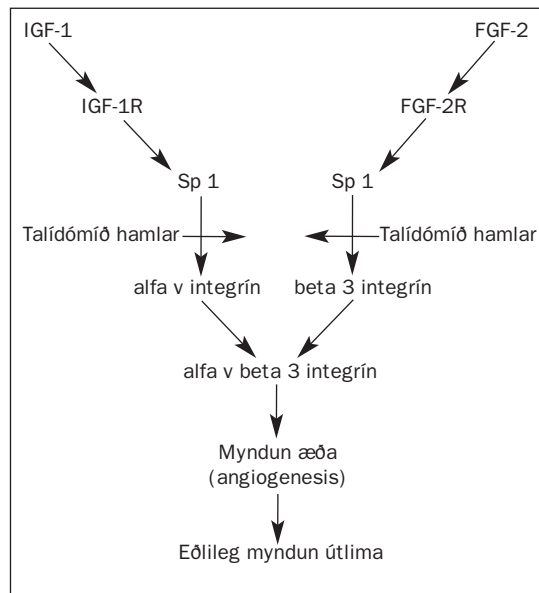 IGF-1 FGF-2
IGF-1R FGF-2R
Sp 1 Sp 1
Talídómíð hamlar Talídómíð hamlar
alfa v integrín beta 3 integrín
alfa v beta 3 integrín
Myndun æða
(angiogenesis)
Eðlileg myndun útlima